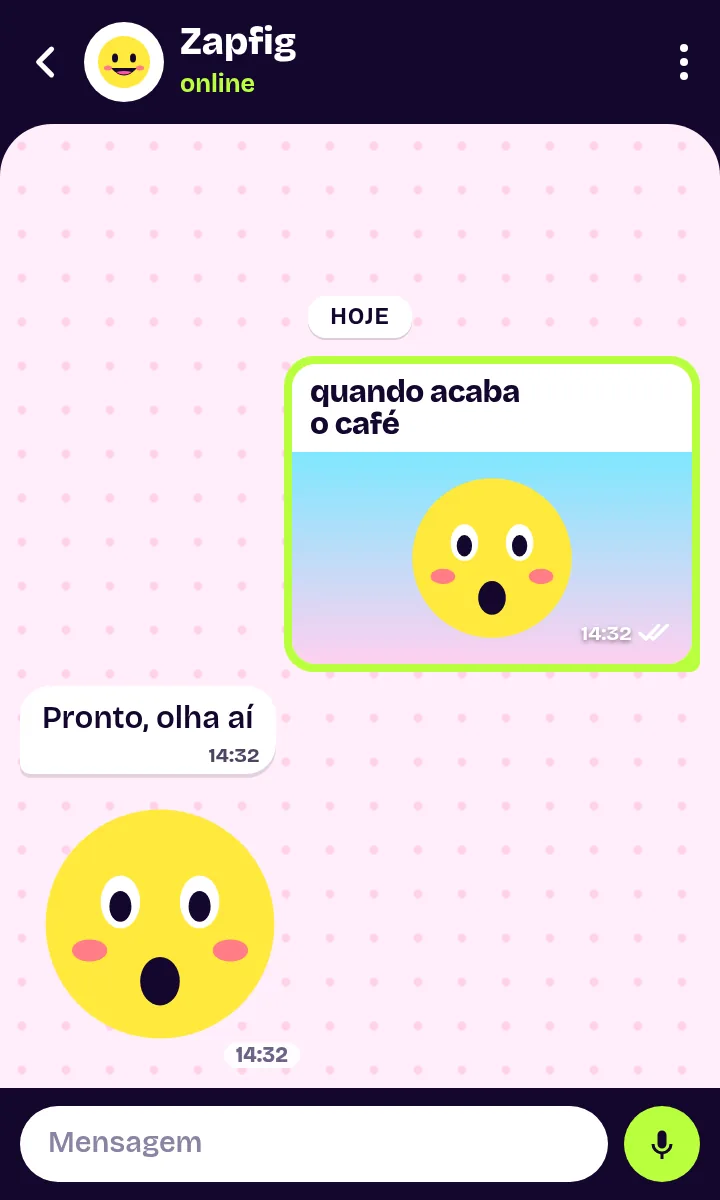 Zapfig
online
HOJE
quando acaba
o café
14:32
Pronto, olha aí
14:32
14:32
Mensagem